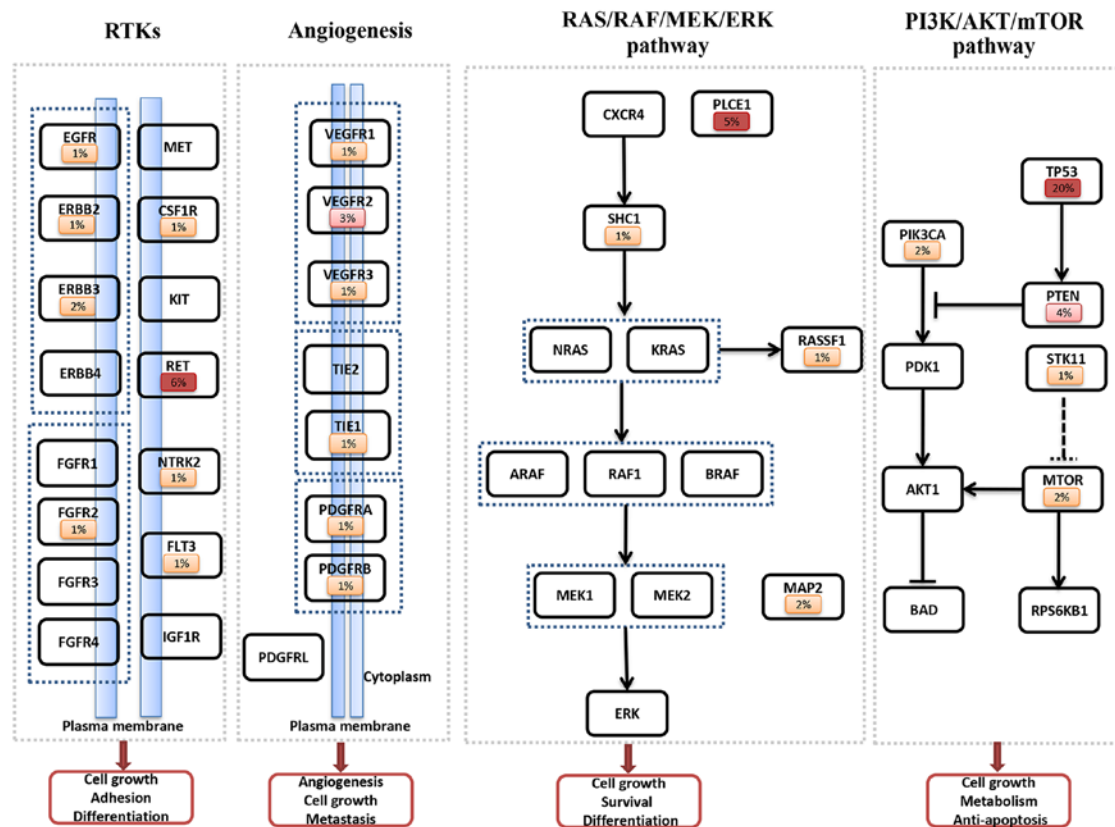 RTKs
Angiogenesis
RAS/RAF/MEK/ERK
pathway
PI3K/AKT/mTOR
pathway
EGFR
1%
ERBB2
1%
ERBB3
2%
ERBB4
FGFR1
FGFR2
1%
FGFR3
FGFR4
MET
CSF1R
1%
KIT
RET
6%
NTRK2
1%
FLT3
1%
IGF1R
Plasma membrane
Cell growth
Adhesion
Differentiation
VEGFR1
1%
VEGFR2
3%
VEGFR3
1%
TIE2
TIE1
1%
PDGFRA
1%
PDGFRB
1%
PDGFRL
Cytoplasm
Plasma membrane
Angiogenesis
Cell growth
Metastasis
CXCR4
PLCE1
5%
SHC1
1%
NRAS
KRAS
RASSF1
1%
ARAF
RAF1
BRAF
MEK1
MEK2
MAP2
2%
ERK
Cell growth
Survival
Differentiation
TP53
20%
PIK3CA
2%
PTEN
4%
PDK1
STK11
1%
AKT1
MTOR
2%
BAD
RPS6KB1
Cell growth
Metabolism
Anti-apoptosis